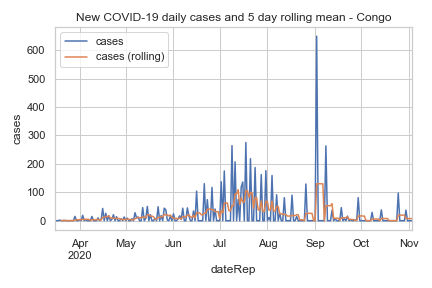 New COVID-19 daily cases and 5 day rolling mean - Congo
cases
cases (rolling)
cases
600
500
400
300
200
100
0
Apr
2020
May
Jun
Jul
Aug
Sep
Oct
Nov
dateRep